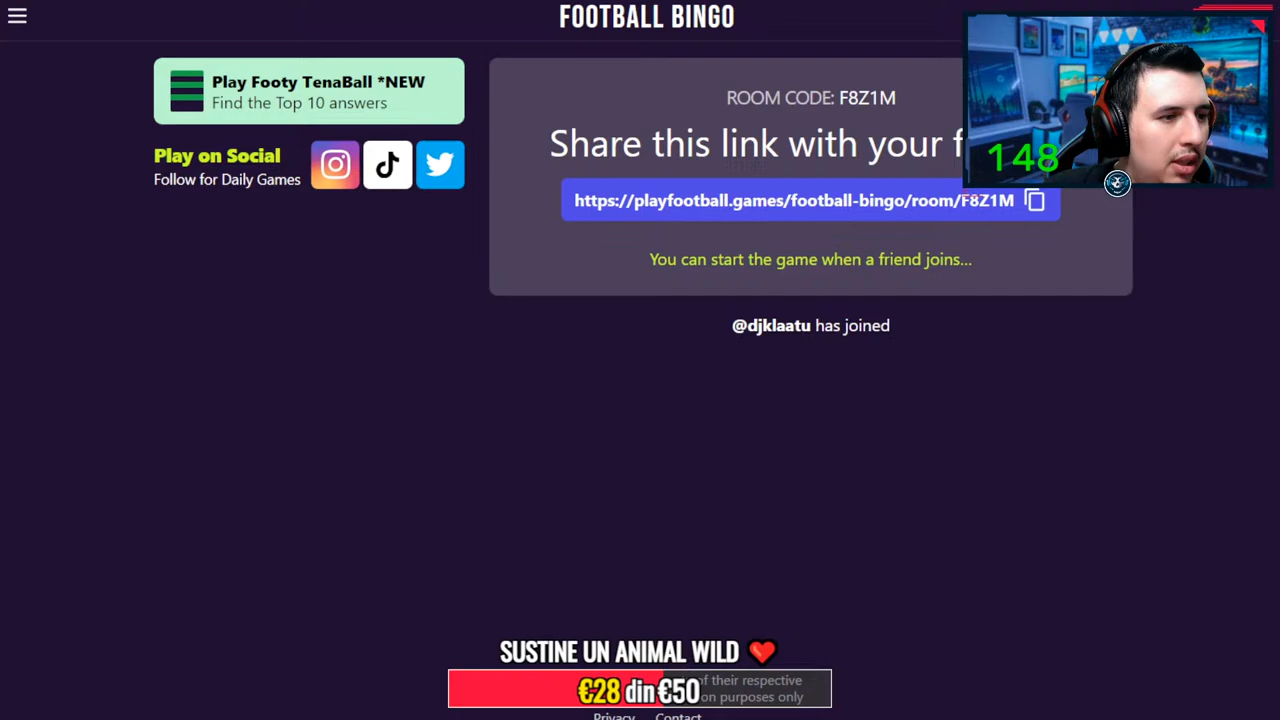 FOOTBALL BINGO
Play Footy TenaBall *NEW
Find the Top 10 answers
Play on Social
Follow for Daily Games
ROOM CODE: F8Z1M
Share this link with your f
148
https://playfootball.games/football-bingo/room/F8Z1M
You can start the game when a friend joins...
@djklaatu has joined
SUSTINE UN ANIMAL WILD
€28 din €50
of their respective
on purposes only
Privacy Contact